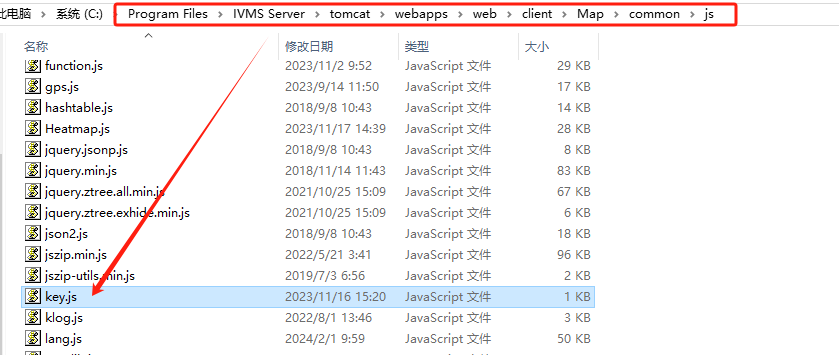 此电脑 > 系统 (C:) > Program Files > IVMS Server > tomcat > webapps > web > client > Map > common > js
名称 修改日期 类型 大小
function.js 2023/11/2 9:52 JavaScript 文件 29 KB
gps.js 2023/9/14 11:50 JavaScript 文件 17 KB
hashtable.js 2018/9/8 10:43 JavaScript 文件 14 KB
Heatmap.js 2023/11/17 14:39 JavaScript 文件 28 KB
jquery.jsonp.js 2018/9/8 10:43 JavaScript 文件 8 KB
jquery.min.js 2018/11/14 11:43 JavaScript 文件 83 KB
jquery.ztree.all.min.js 2021/10/25 15:09 JavaScript 文件 67 KB
jquery.ztree.exhide.min.js 2021/10/25 15:09 JavaScript 文件 6 KB
json2.js 2018/9/8 10:43 JavaScript 文件 18 KB
jszip.min.js 2022/5/21 3:41 JavaScript 文件 96 KB
jszip-utils.min.js 2019/7/3 6:56 JavaScript 文件 2 KB
key.js 2023/11/16 15:20 JavaScript 文件 1 KB
klog.js 2022/8/1 13:46 JavaScript 文件 3 KB
lang.js 2024/2/1 9:59 JavaScript 文件 50 KB